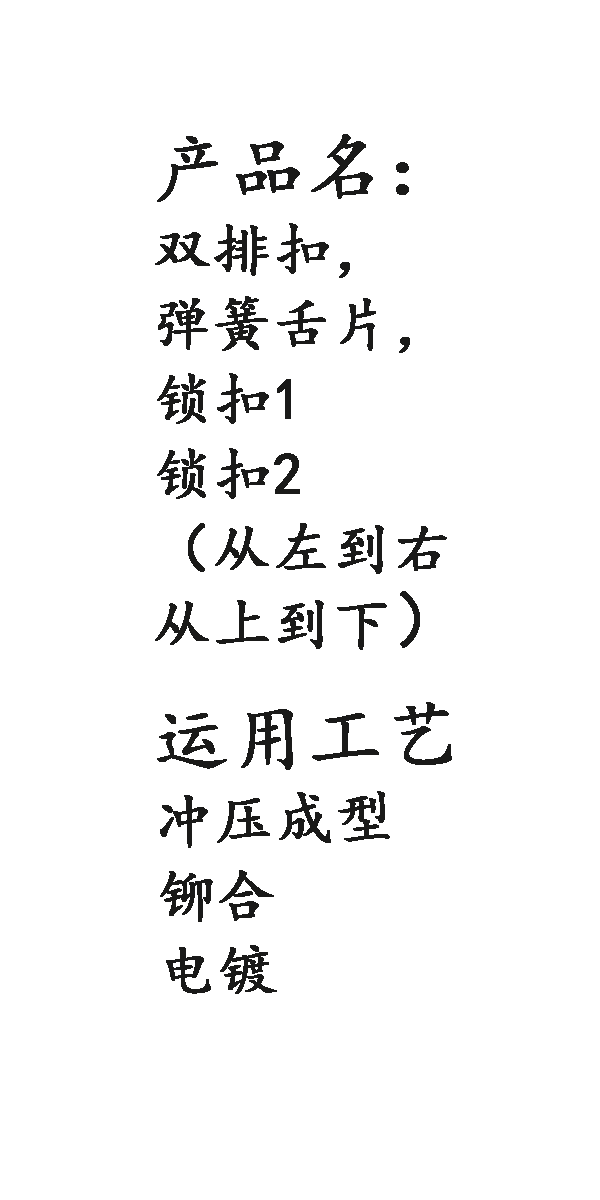 产品名：
双排扣，
弹簧舌片，
锁扣1
锁扣2
（从左到右
从上到下）
运用工艺
冲压成型
铆合
电镀